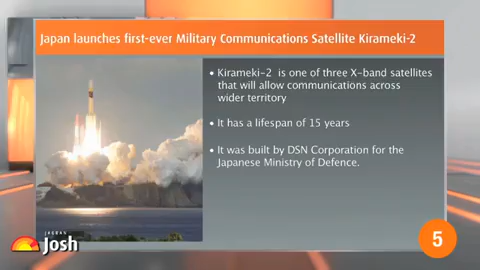 Japan launches first-ever Military Communications Satellite Kirameki-2
• Kirameki-2 is one of three X-band satellites
that will allow communications across
wider territory
• It has a lifespan of 15 years
• It was built by DSN Corporation for the
Japanese Ministry of Defence.
JAGRAN
Josh
5